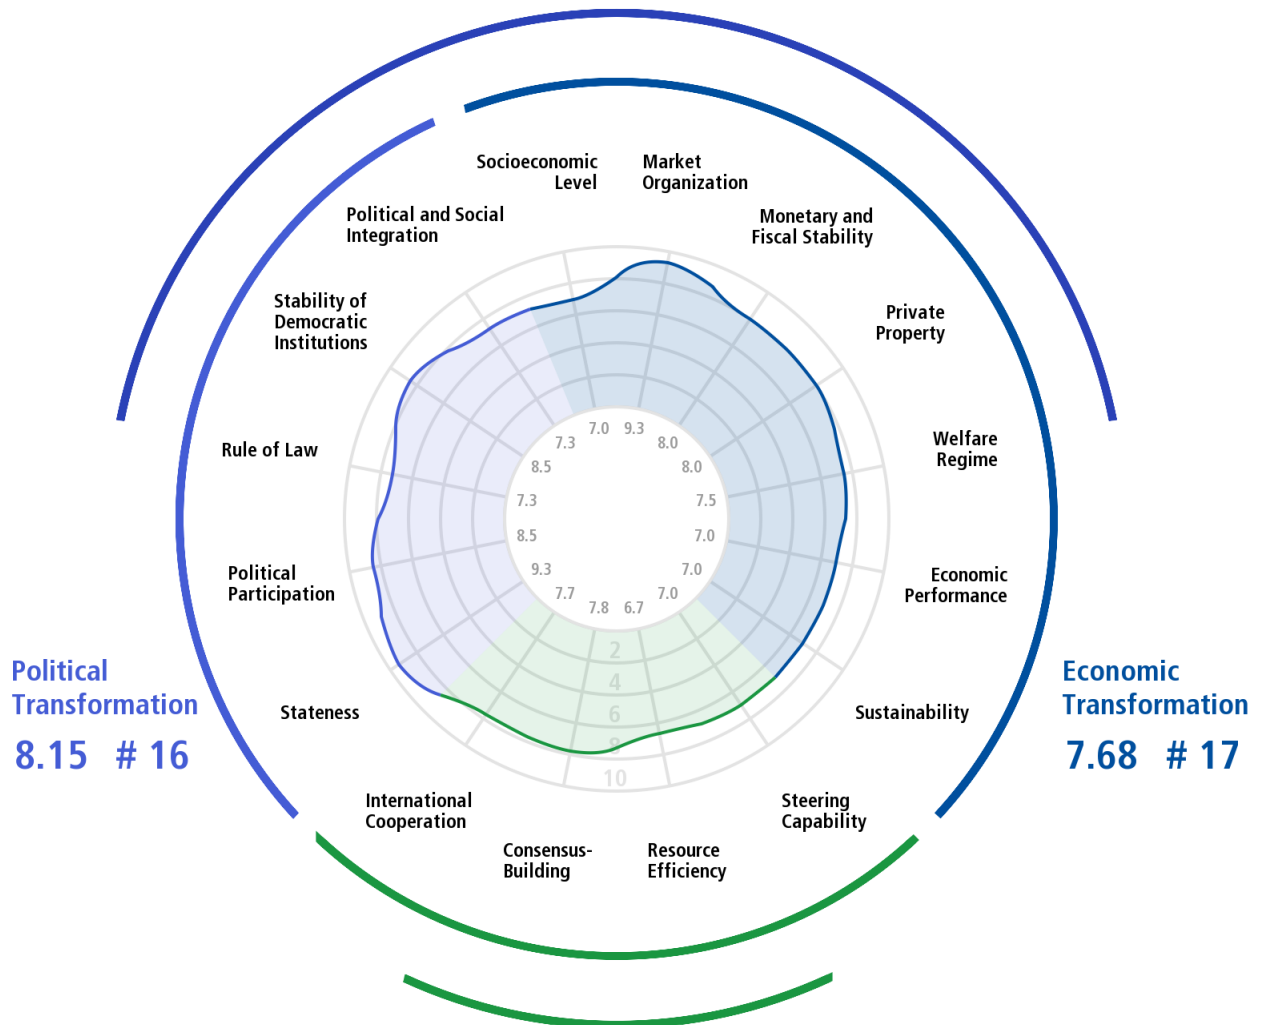 Socioeconomic
Level
Market
Organization
Political and Social
Integration
Monetary and
Fiscal Stability
Stability of
Democratic
Institutions
Private
Property
Rule of Law
Welfare
Regime
Political
Participation
Economic
Performance
Stateness
Sustainability
International
Cooperation
Steering
Capability
Consensus-
Building
Resource
Efficiency
7.0 9.3
7.3 8.0
8.5 8.0
7.3 7.5
8.5 7.0
9.3 7.0
7.7 7.0
7.8 6.7
2
4
6
8
10
Political
Transformation
8.15 # 16
Economic
Transformation
7.68 # 17